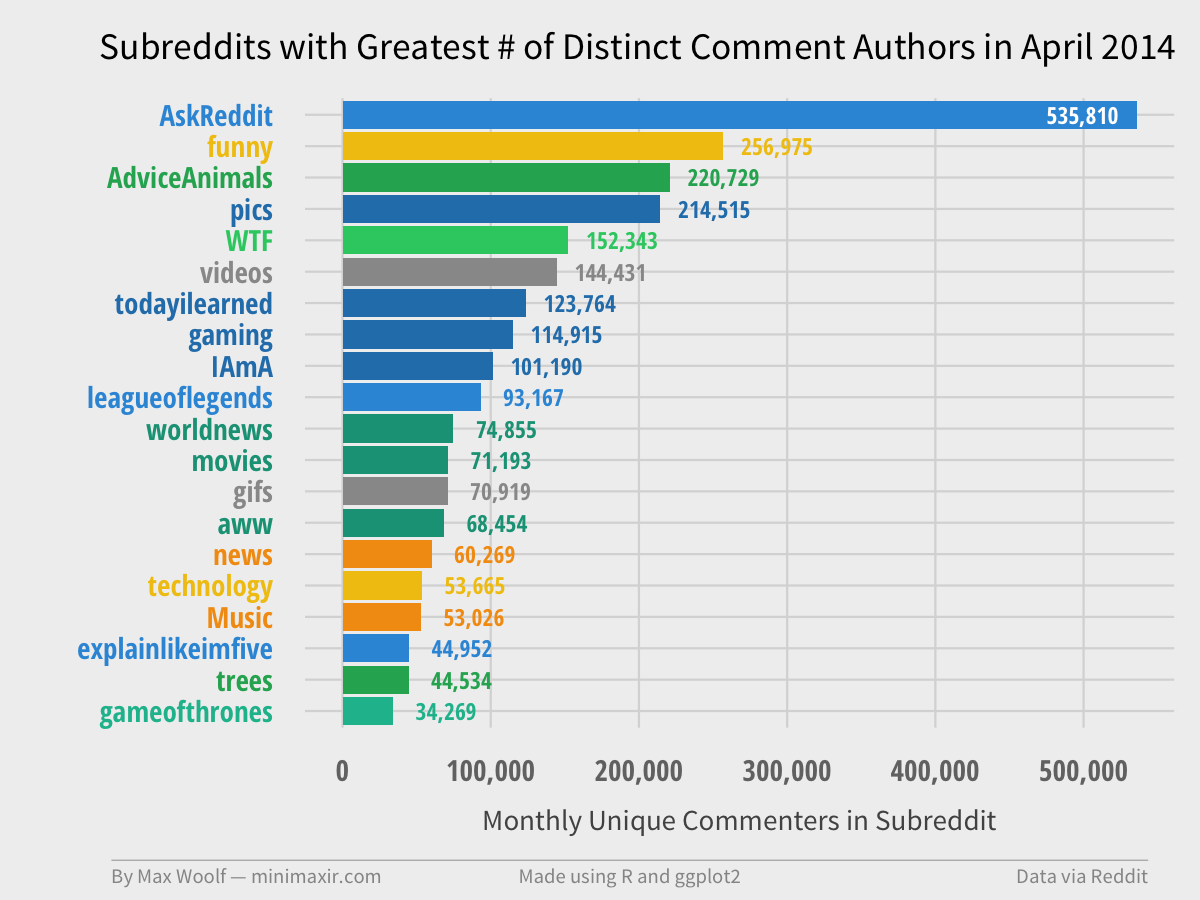 Subreddits with Greatest # of Distinct Comment Authors in April 2014
AskReddit 535,810
funny 256,975
AdviceAnimals 220,729
pics 214,515
WTF 152,343
videos 144,431
todayilearned 123,764
gaming 114,915
IAmA 101,190
leagueoflegends 93,167
worldnews 74,855
movies 71,193
gifs 70,919
aww 68,454
news 60,269
technology 53,665
Music 53,026
explainlikeimfive 44,952
trees 44,534
gameofthrones 34,269
0 100,000 200,000 300,000 400,000 500,000
Monthly Unique Commenters in Subreddit
By Max Woolf — minimaxir.com Made using R and ggplot2 Data via Reddit